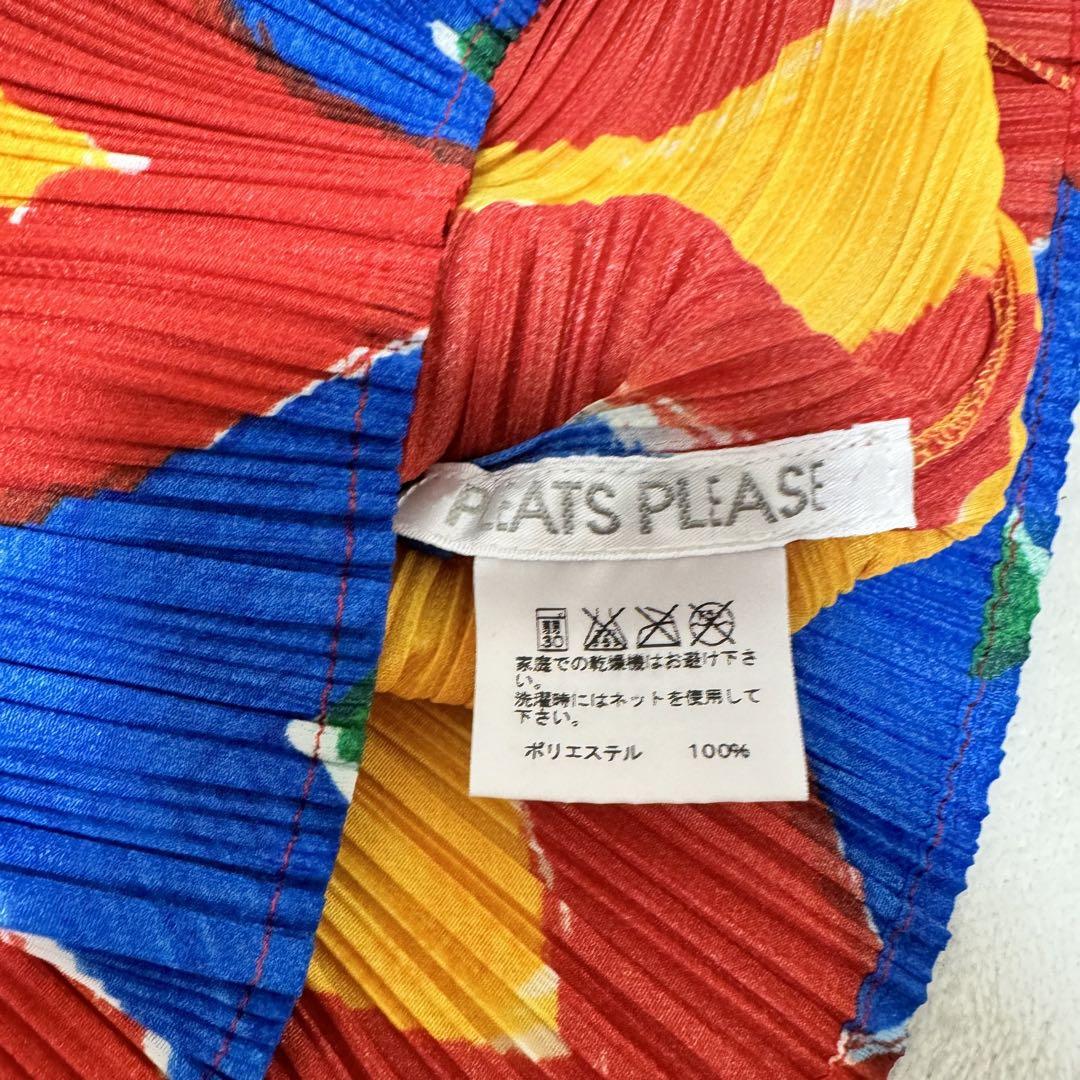 PLEATS PLEASE
弱
30
家庭での乾燥機はお避け下さ
い。
洗濯時にはネットを使用して
下さい。
ポリエステル 100%